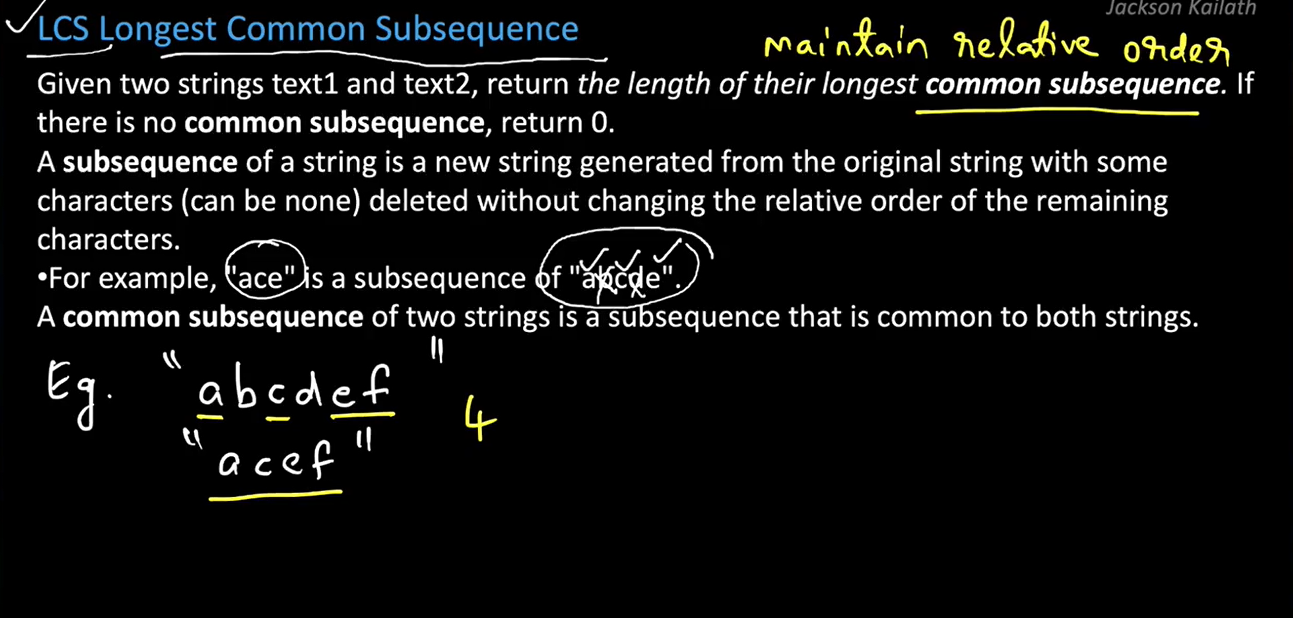 Jackson Kailath
LCS Longest Common Subsequence
maintain relative order
Given two strings text1 and text2, return the length of their longest common subsequence. If
there is no common subsequence, return 0.
A subsequence of a string is a new string generated from the original string with some
characters (can be none) deleted without changing the relative order of the remaining
characters.
•For example, "ace" is a subsequence of "abcde".
A common subsequence of two strings is a subsequence that is common to both strings.
Eg. "abcdef"
4
"acef"